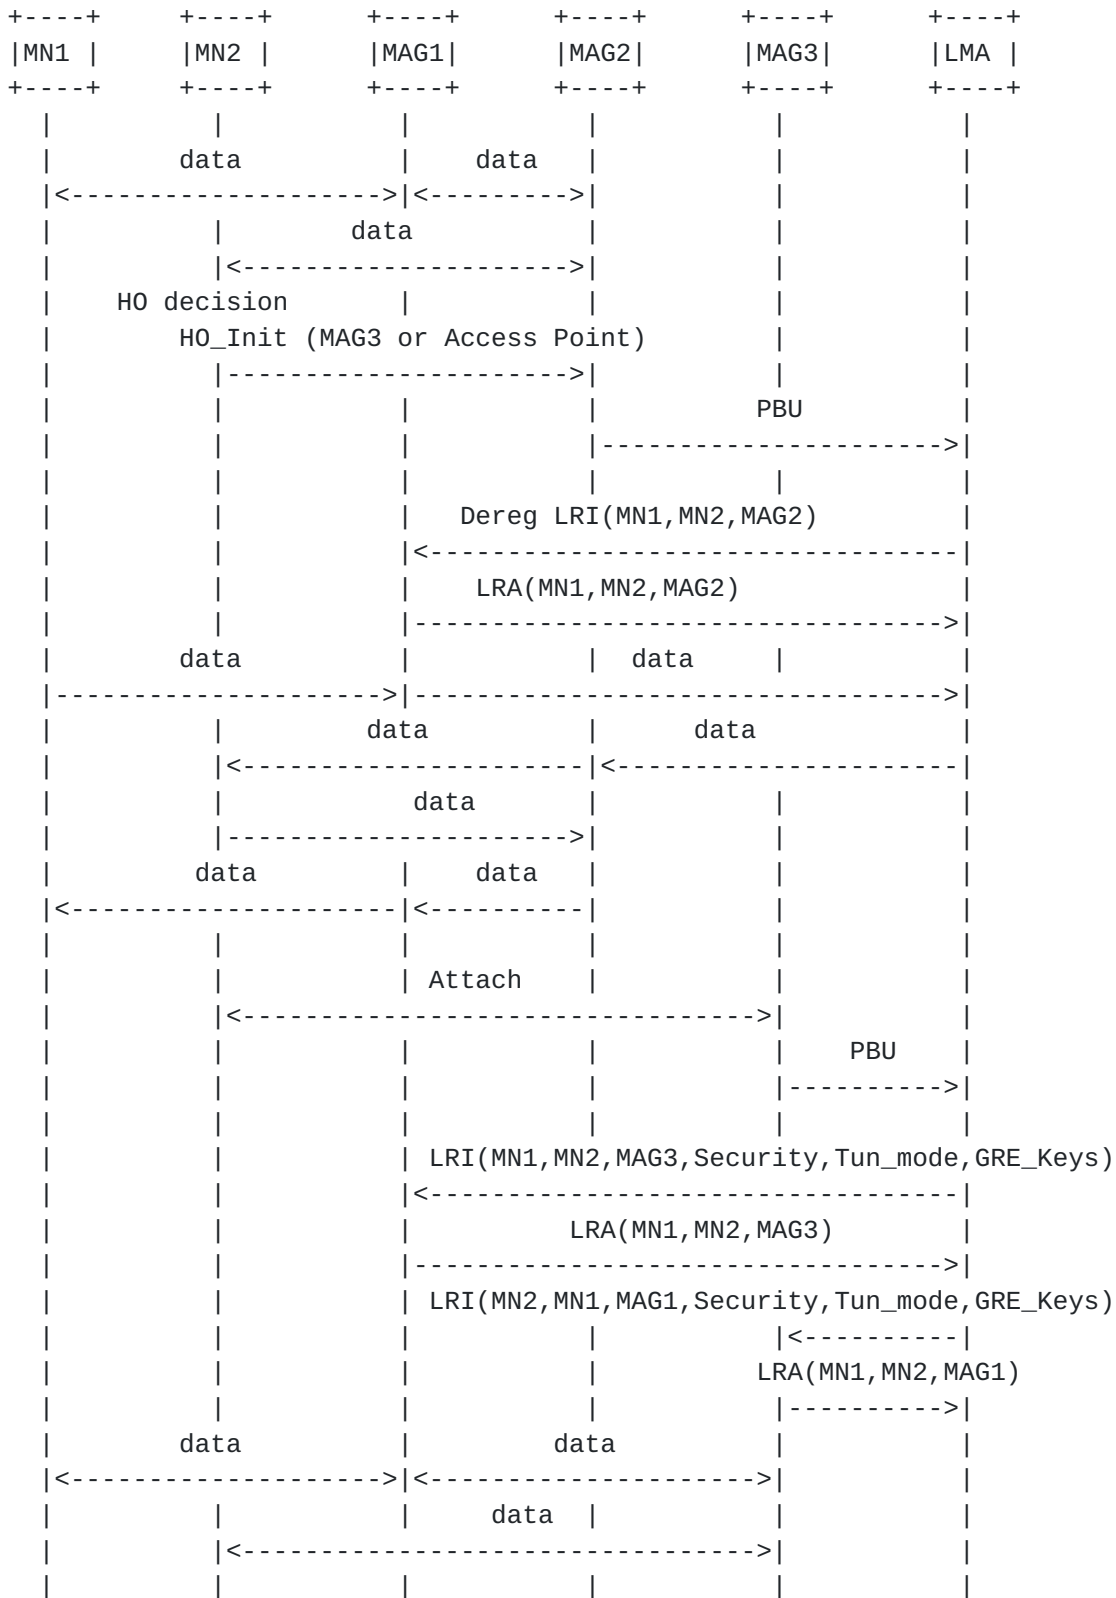 +----+     +----+      +----+      +----+      +----+      +----+
|MN1 |     |MN2 |      |MAG1|      |MAG2|      |MAG3|      |LMA |
+----+     +----+      +----+      +----+      +----+      +----+
  |          |           |           |           |           |
  |        data          |    data   |           |           |
  |<-------------------->|<--------->|           |           |
  |          |        data           |           |           |
  |          |<--------------------->|           |           |
  |    HO decision       |           |           |           |
  |        HO_Init (MAG3 or Access Point)        |           |
  |          |---------------------->|           |           |
  |          |           |           |          PBU          |
  |          |           |           |---------------------->|
  |          |           |           |           |           |
  |          |           |   Dereg LRI(MN1,MN2,MAG2)         |
  |          |           |<----------------------------------|
  |          |           |    LRA(MN1,MN2,MAG2)              |
  |          |           |---------------------------------->|
  |        data          |           |  data     |           |
  |--------------------->|---------------------------------->|
  |          |         data          |      data             |
  |          |<----------------------|<----------------------|
  |          |            data       |           |           |
  |          |---------------------->|           |           |
  |         data         |    data   |           |           |
  |<---------------------|<----------|           |           |
  |          |           |           |           |           |
  |          |           | Attach    |           |           |
  |          |<--------------------------------->|           |
  |          |           |           |           |    PBU    |
  |          |           |           |           |---------->|
  |          |           |           |           |           |
  |          |           | LRI(MN1,MN2,MAG3,Security,Tun_mode,GRE_Keys)
  |          |           |<----------------------------------|
  |          |           |          LRA(MN1,MN2,MAG3)        |
  |          |           |---------------------------------->|
  |          |           | LRI(MN2,MN1,MAG1,Security,Tun_mode,GRE_Keys)
  |          |           |           |           |<----------|
  |          |           |           |          LRA(MN1,MN2,MAG1)
  |          |           |           |           |---------->|
  |        data          |         data          |           |
  |<-------------------->|<--------------------->|           |
  |          |           |     data  |           |           |
  |          |<--------------------------------->|           |
  |          |           |           |           |           |